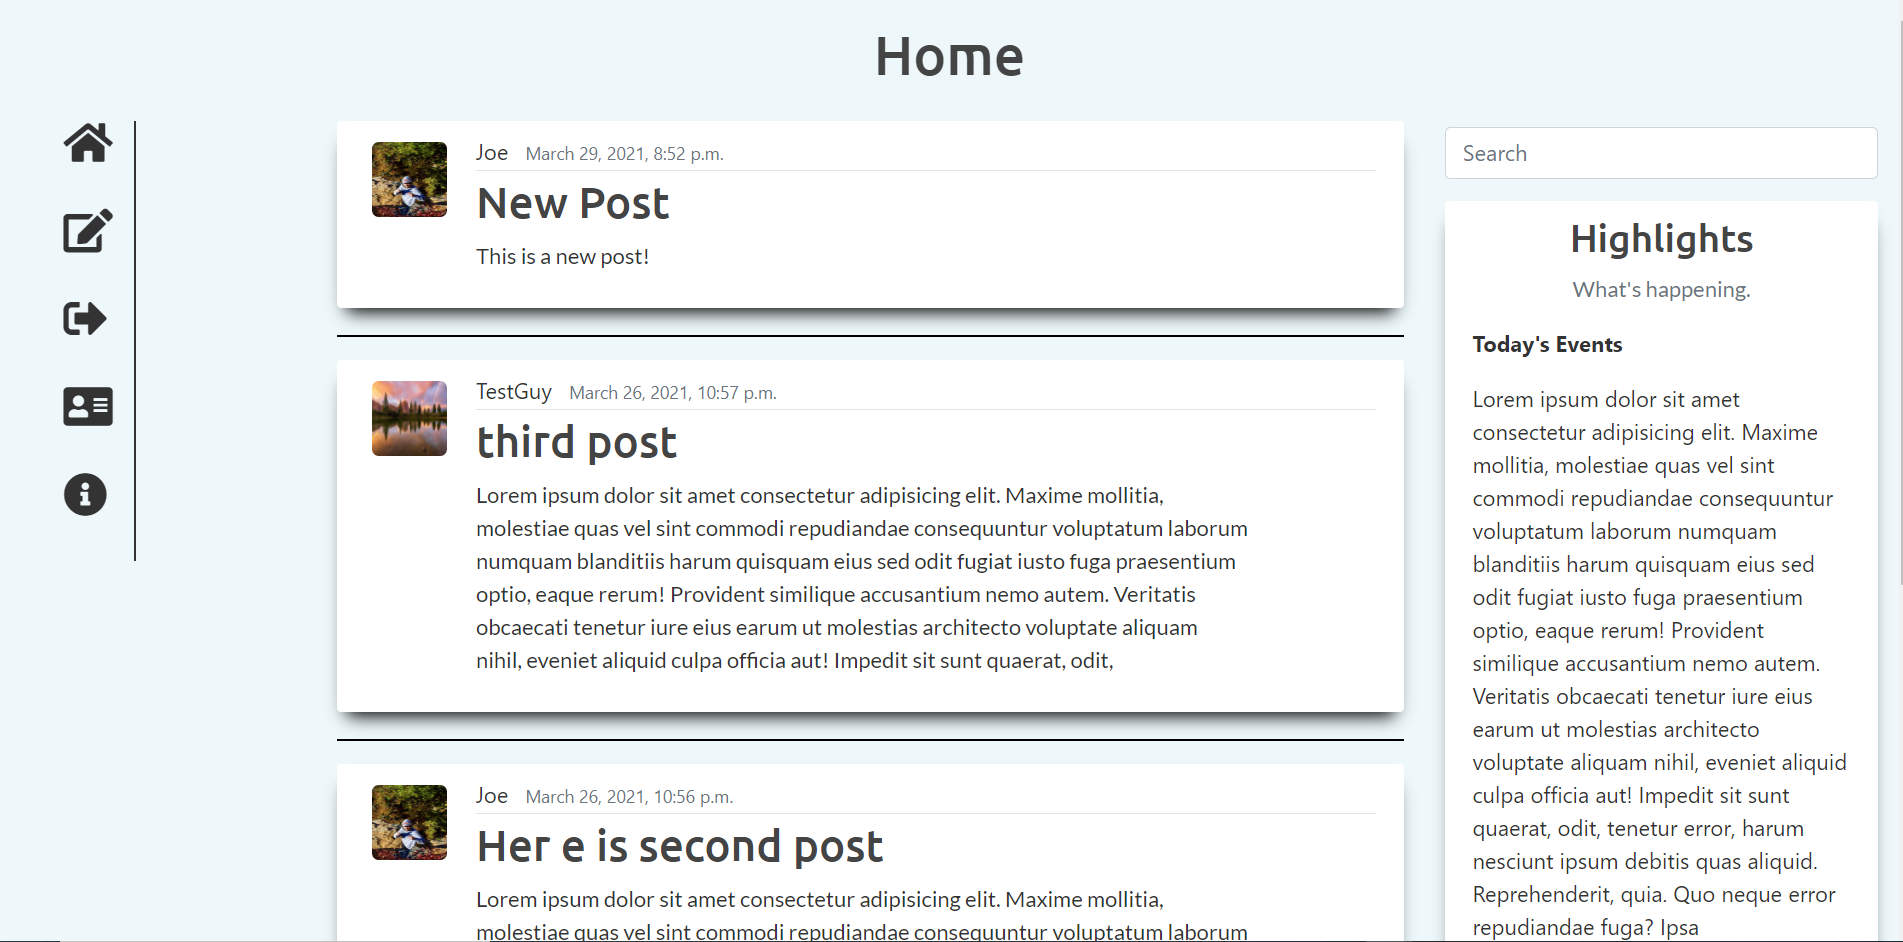 Home
Joe March 29, 2021, 8:52 p.m.
New Post
This is a new post!
TestGuy March 26, 2021, 10:57 p.m.
third post
Lorem ipsum dolor sit amet consectetur adipisicing elit. Maxime mollitia,
molestiae quas vel sint commodi repudiandae consequuntur voluptatum laborum
numquam blanditiis harum quisquam eius sed odit fugiat iusto fuga praesentium
optio, eaque rerum! Provident similique accusantium nemo autem. Veritatis
obcaecati tenetur iure eius earum ut molestias architecto voluptate aliquam
nihil, eveniet aliquid culpa officia aut! Impedit sit sunt quaerat, odit,
Joe March 26, 2021, 10:56 p.m.
Her e is second post
Lorem ipsum dolor sit amet consectetur adipisicing elit. Maxime mollitia,
molestiae quas vel sint commodi repudiandae consequuntur voluptatum laborum
Search
Highlights
What's happening.
Today's Events
Lorem ipsum dolor sit amet
consectetur adipisicing elit. Maxime
mollitia, molestiae quas vel sint
commodi repudiandae consequuntur
voluptatum laborum numquam
blanditiis harum quisquam eius sed
odit fugiat iusto fuga praesentium
optio, eaque rerum! Provident
similique accusantium nemo autem.
Veritatis obcaecati tenetur iure eius
earum ut molestias architecto
voluptate aliquam nihil, eveniet aliquid
culpa officia aut! Impedit sit sunt
quaerat, odit, tenetur error, harum
nesciunt ipsum debitis quas aliquid.
Reprehenderit, quia. Quo neque error
repudiandae fuga? Ipsa